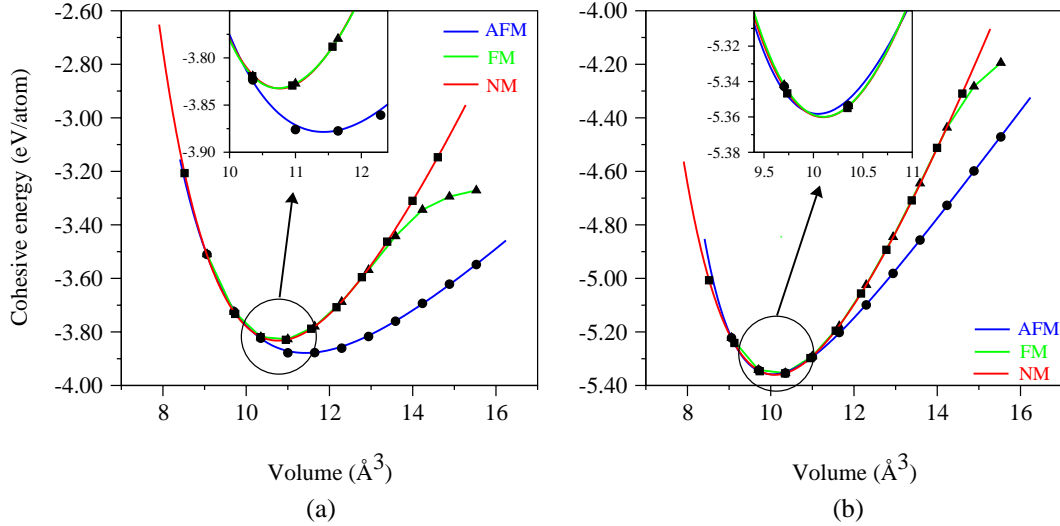 Cohesive energy (eV/atom)
-2.60
-2.80
-3.00
-3.20
-3.40
-3.60
-3.80
-4.00
8 10 12 14 16
Volume (Å3)
(a)
AFM
FM
NM
-3.80
-3.85
-3.90
10 11 12
-4.00
-4.20
-4.40
-4.60
-4.80
-5.00
-5.20
-5.40
8 10 12 14 16
Volume (Å3)
(b)
-5.32
-5.34
-5.36
-5.38
9.5 10 10.5 11
AFM
FM
NM